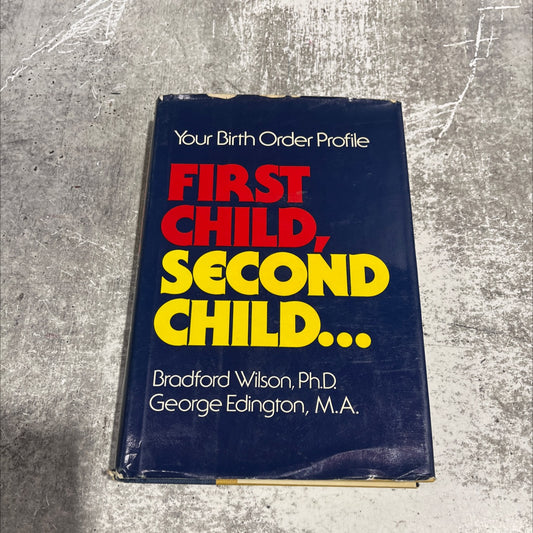 Your Birth Order Profile
FIRST
CHILD,
SECOND
CHILD...
Bradford Wilson, Ph.D.
George Edington, M.A.